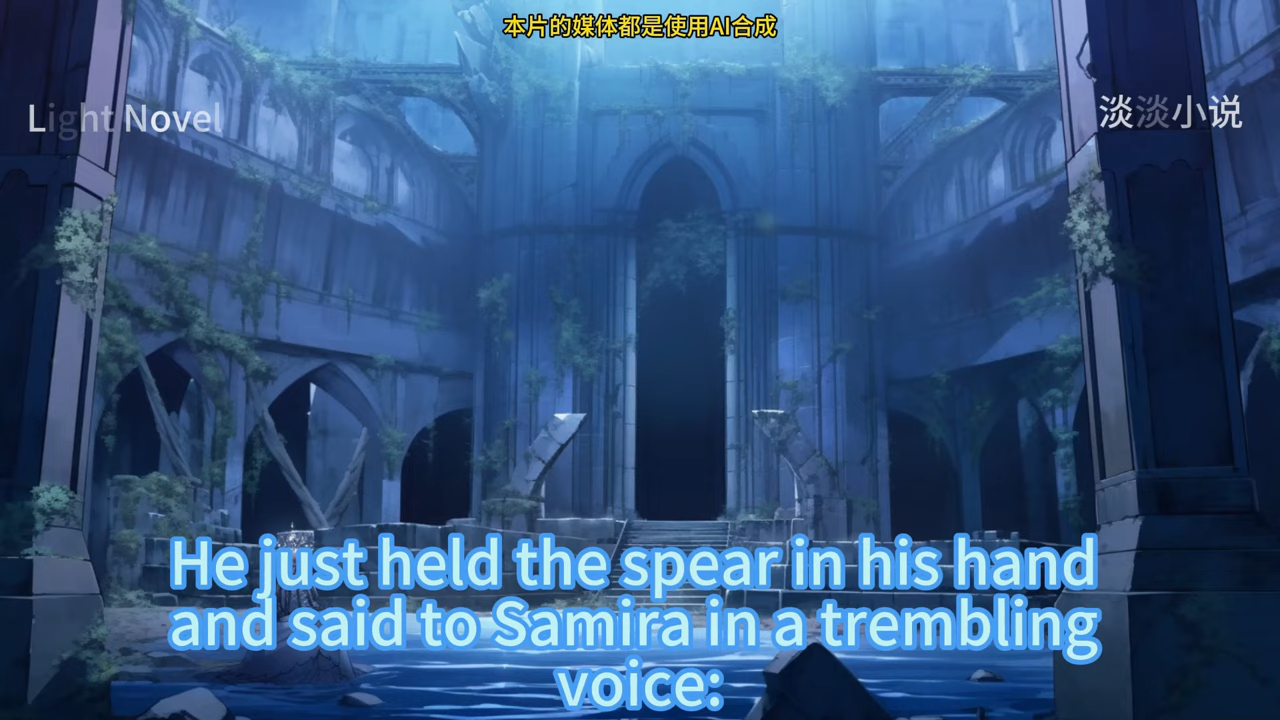 本片的媒体都是使用AI合成
Light Novel
淡淡小说
He just held the spear in his hand
and said to Samira in a trembling
voice: